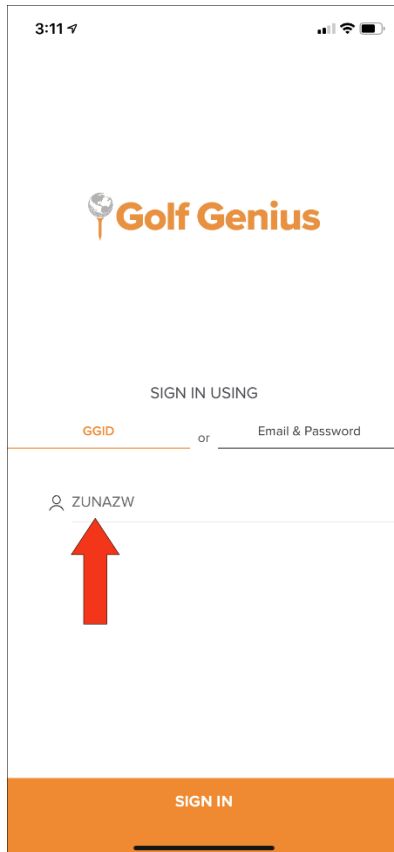 3:11
Golf Genius
SIGN IN USING
GGID
or
Email & Password
ZUNAZW
SIGN IN